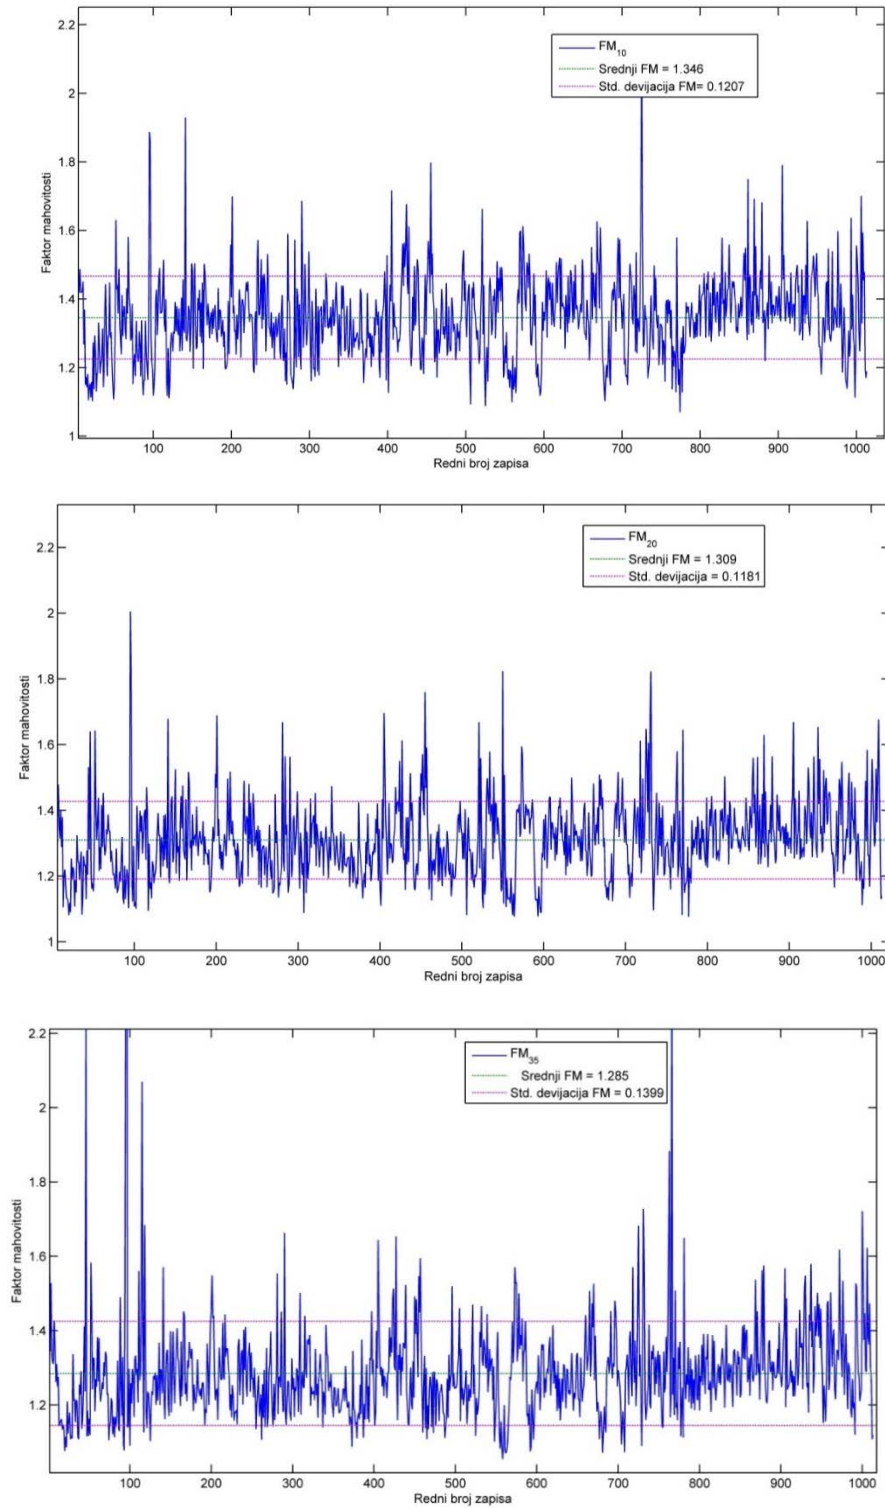 2.2
2
1.8
1.6
1.4
1.2
1
Faktor mahovitosti
FM10
Srednji FM = 1.346
Std. devijacija FM= 0.1207
100 200 300 400 500 600 700 800 900 1000
Redni broj zapisa
2.2
2
1.8
1.6
1.4
1.2
1
Faktor mahovitosti
FM20
Srednji FM = 1.309
Std. devijacija = 0.1181
100 200 300 400 500 600 700 800 900 1000
Redni broj zapisa
2.2
2
1.8
1.6
1.4
1.2
Faktor mahovitosti
FM35
Srednji FM = 1.285
Std. devijacija FM = 0.1399
100 200 300 400 500 600 700 800 900 1000
Redni broj zapisa